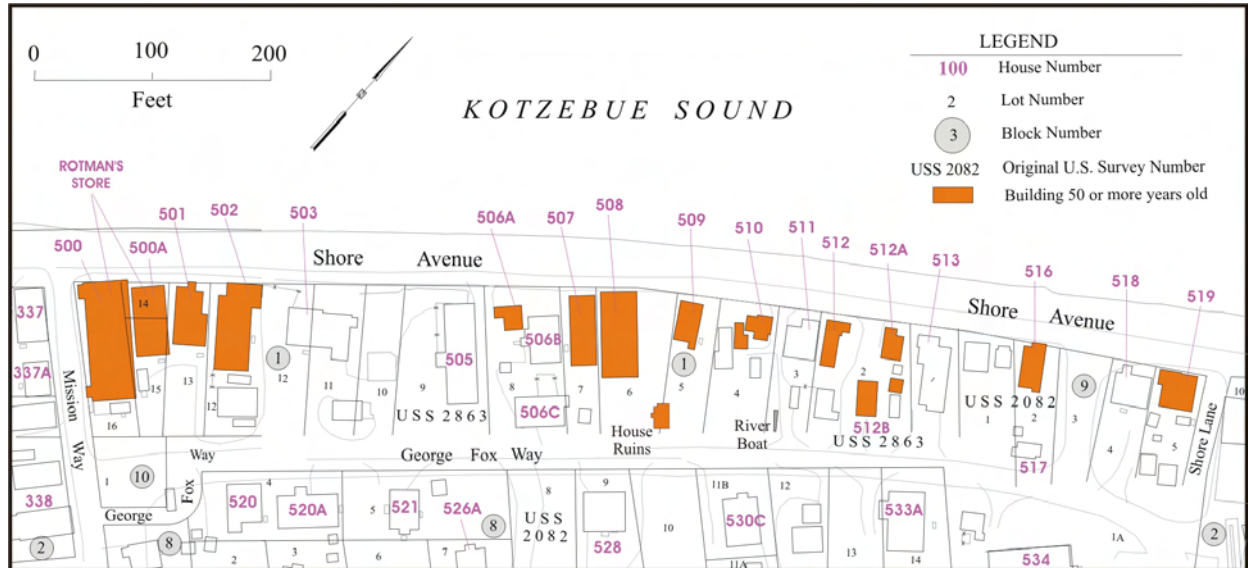 0 100 200
Feet
KOTZEBUE SOUND
LEGEND
100 House Number
2 Lot Number
3 Block Number
USS 2082 Original U.S. Survey Number
Building 50 or more years old
ROTMAN'S
STORE
500 500A 501 502 503 506A 507 508 509 510 511 512 512A 513 516 518 519
Shore Avenue
Shore Avenue
337
337A
Mission Way
14
15
13
16
12
1
12
11
10
9
505
USS 2863
506B
8
506C
7
6
1
5
4
3
2
512B
USS 2863
House
Ruins
River
Boat
USS 2082
1
2
517
9
3
4
5
10
Shore Lane
Way
George Fox Way
1
10
Fox
George
338
2
8
520
4
520A
5
521
526A
8
8
USS
2082
9
528
10
11B
12
530C
11A
13
533A
14
534
1A
2
2
3
6
7